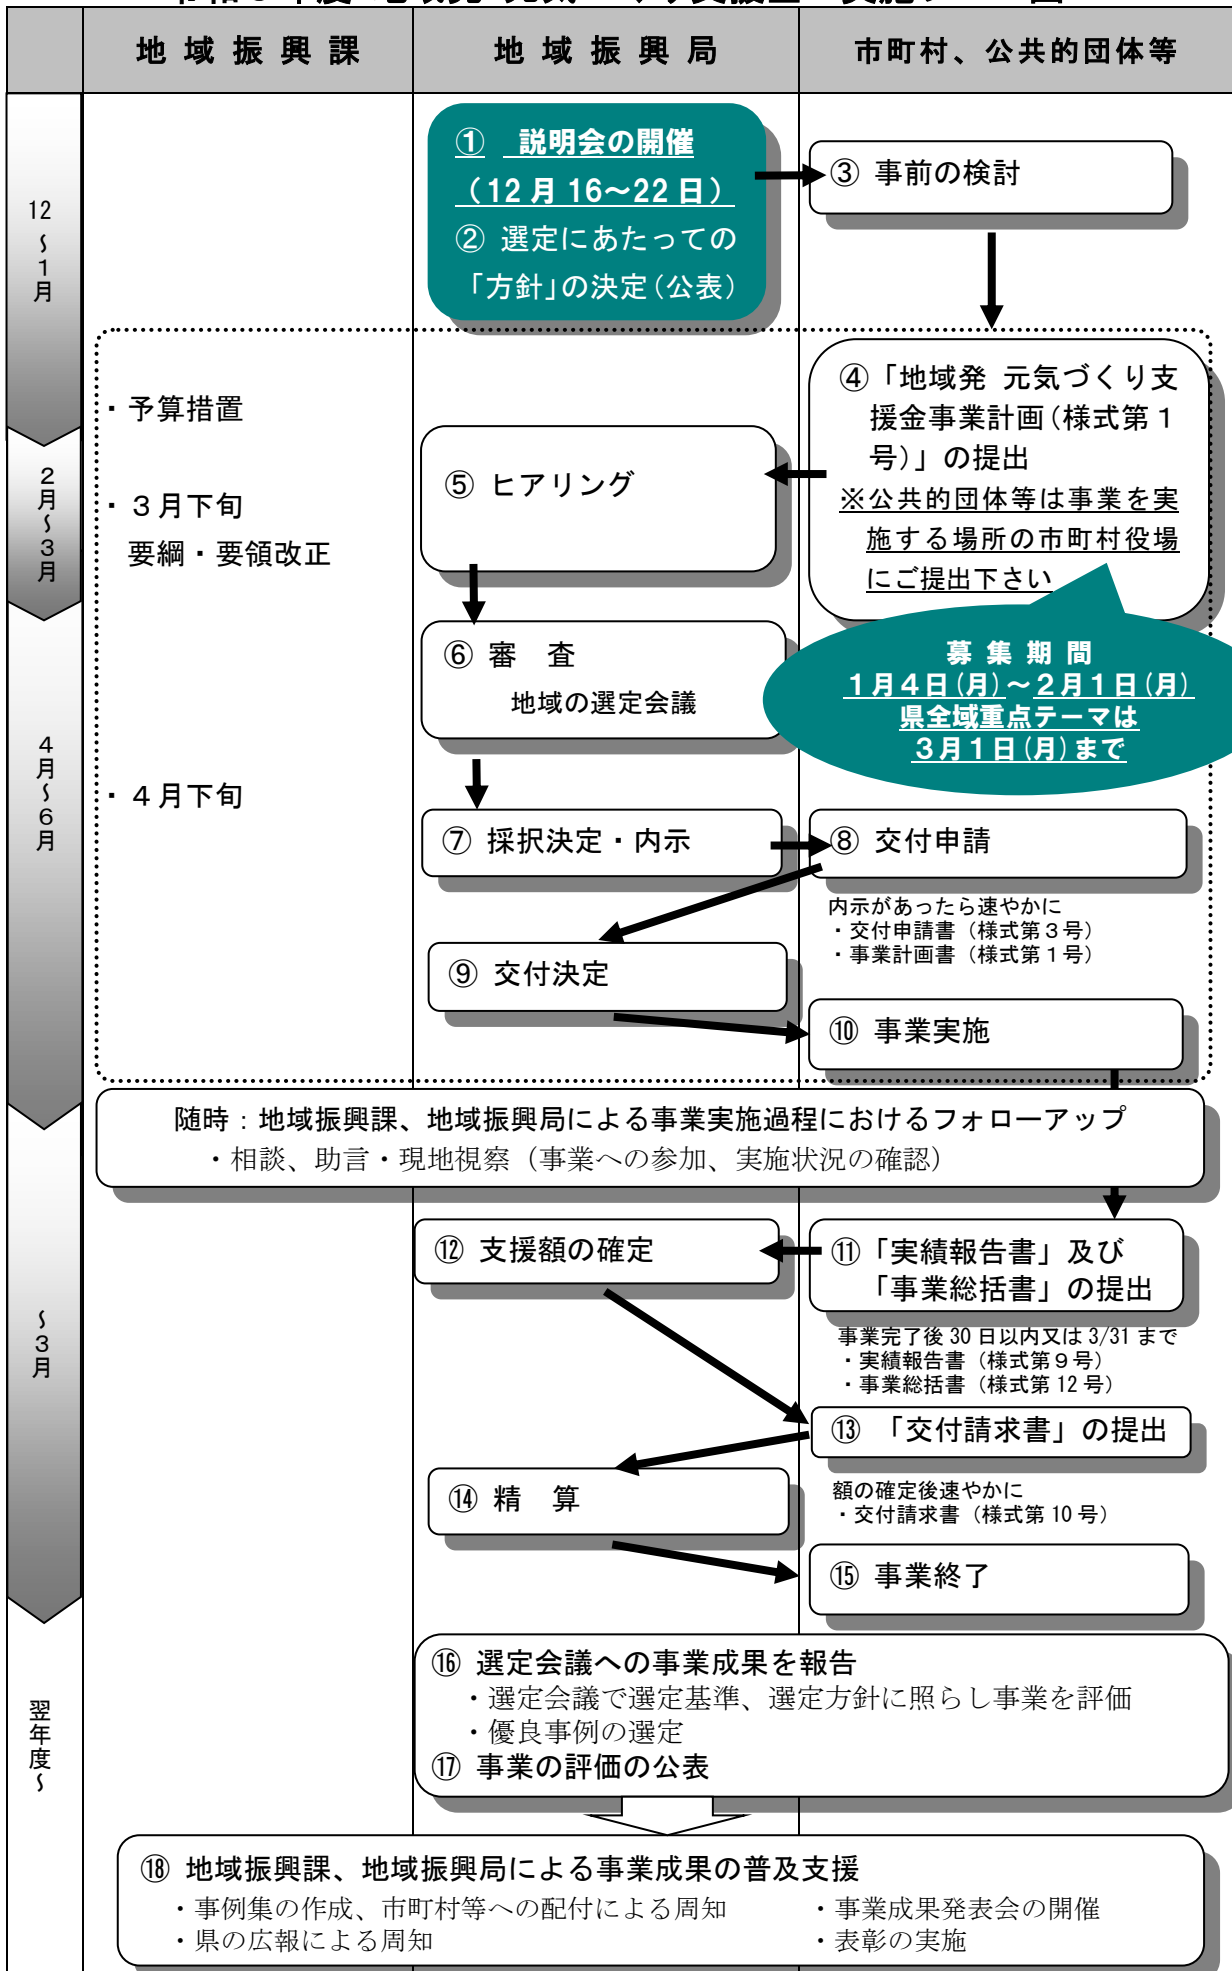 地域振興課
地域振興局
市町村、公共的団体等
12
～
1
月
① 説明会の開催
（12月16～22日）
② 選定にあたっての
「方針」の決定（公表）
③ 事前の検討
・予算措置
④「地域発 元気づくり支
援金事業計画（様式第１
号）」の提出
※公共的団体等は事業を実
施する場所の市町村役場
にご提出下さい
２
月
～
３
月
・３月下旬
要綱・要領改正
⑤ ヒアリング
募集期間
１月４日（月）～２月１日（月）
県全域重点テーマは
３月１日（月）まで
⑥ 審　査
地域の選定会議
４
月
～
６
月
・４月下旬
⑦ 採択決定・内示
⑧ 交付申請
内示があったら速やかに
・交付申請書（様式第３号）
・事業計画書（様式第１号）
⑨ 交付決定
⑩ 事業実施
随時：地域振興課、地域振興局による事業実施過程におけるフォローアップ
・相談、助言・現地視察（事業への参加、実施状況の確認）
⑫ 支援額の確定
⑪「実績報告書」及び
「事業総括書」の提出
事業完了後 30 日以内又は 3/31 まで
・実績報告書（様式第９号）
・事業総括書（様式第 12 号）
～
３
月
⑬ 「交付請求書」の提出
額の確定後速やかに
・交付請求書（様式第 10 号）
⑭ 精　算
⑮ 事業終了
翌
年
度
～
⑯ 選定会議への事業成果を報告
・選定会議で選定基準、選定方針に照らし事業を評価
・優良事例の選定
⑰ 事業の評価の公表
⑱ 地域振興課、地域振興局による事業成果の普及支援
・事例集の作成、市町村等への配付による周知　・事業成果発表会の開催
・県の広報による周知　・表彰の実施